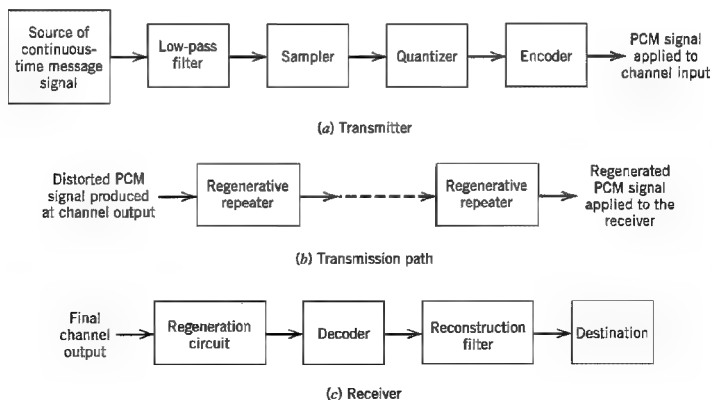 Source of
continuous-
time message
signal
Low-pass
filter
Sampler
Quantizer
Encoder
PCM signal
applied to
channel input
(a) Transmitter
Distorted PCM
signal produced
at channel output
Regenerative
repeater
Regenerative
repeater
Regenerated
PCM signal
applied to the
receiver
(b) Transmission path
Final
channel
output
Regeneration
circuit
Decoder
Reconstruction
filter
Destination
(c) Receiver